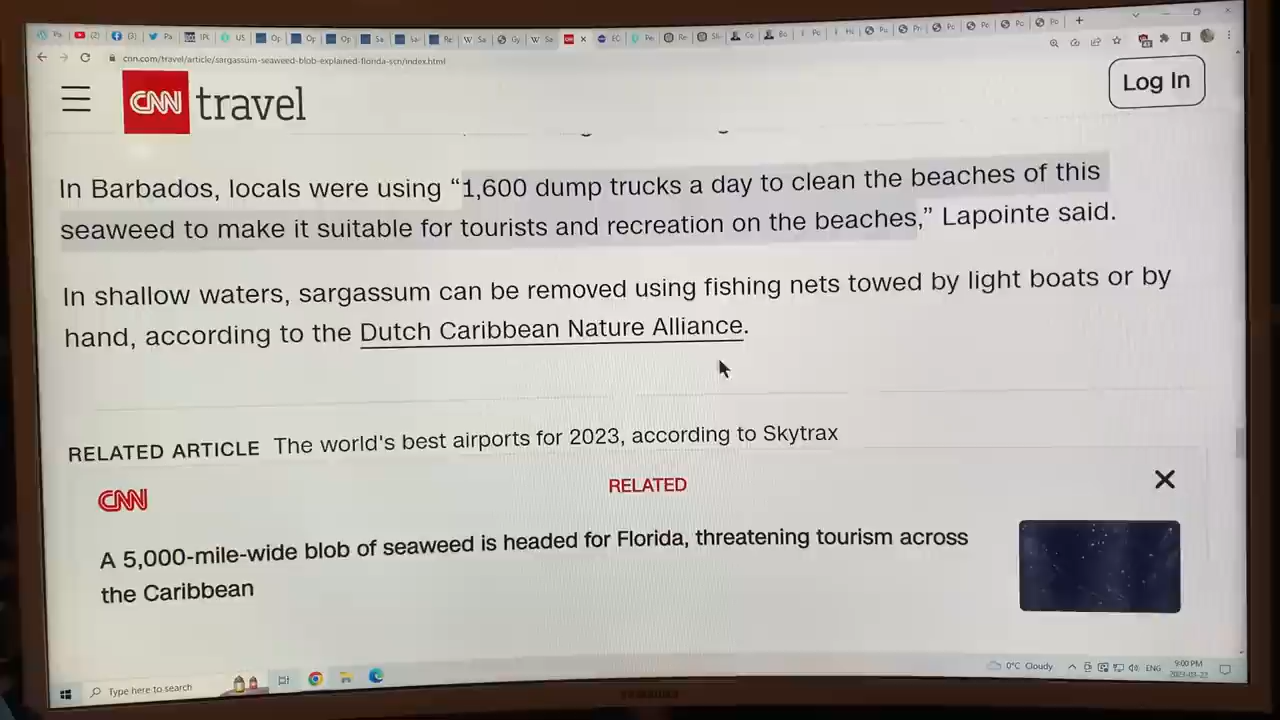 cnn.com/travel/article/sargassum-seaweed-blob-explained-florida-scn/index.html
CNN travel
Log In
In Barbados, locals were using “1,600 dump trucks a day to clean the beaches of this
seaweed to make it suitable for tourists and recreation on the beaches,” Lapointe said.
In shallow waters, sargassum can be removed using fishing nets towed by light boats or by
hand, according to the Dutch Caribbean Nature Alliance.
RELATED ARTICLE The world's best airports for 2023, according to Skytrax
CNN
RELATED
A 5,000-mile-wide blob of seaweed is headed for Florida, threatening tourism across
the Caribbean
Type here to search
0°C Cloudy
ENG
9:00 PM
2023-03-22
SAMSUNG